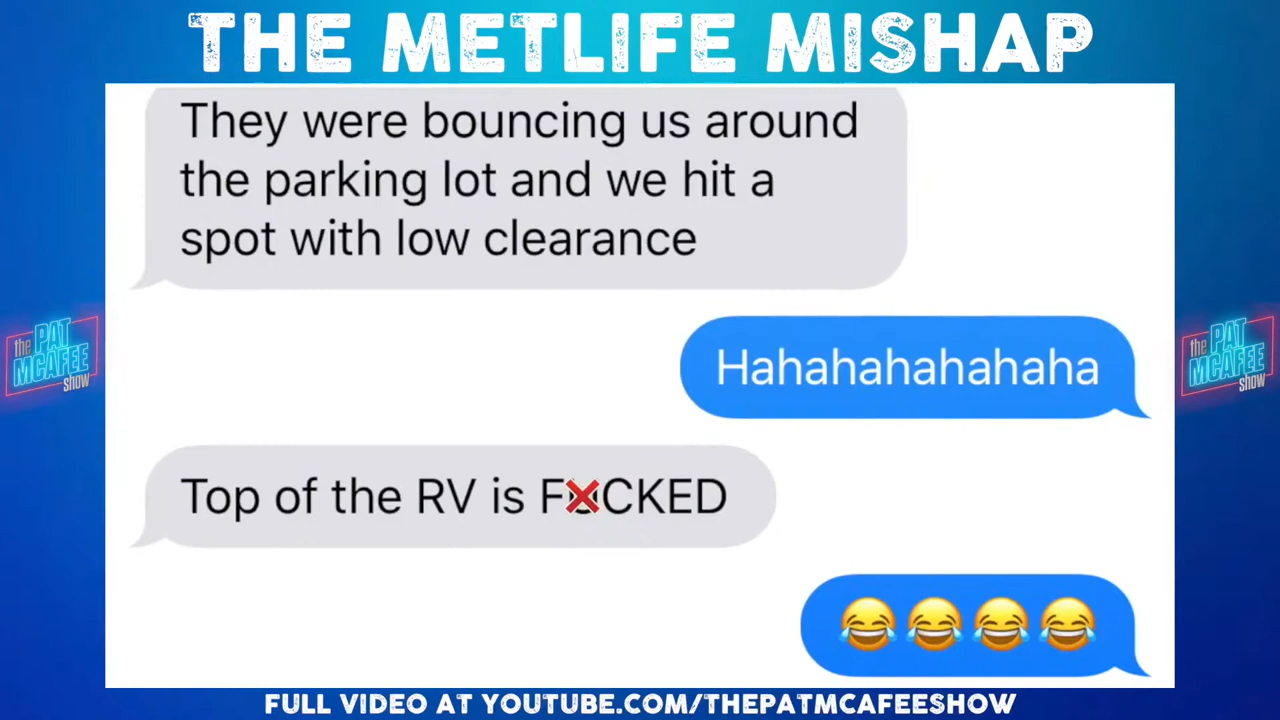 THE METLIFE MISHAP
They were bouncing us around
the parking lot and we hit a
spot with low clearance
Hahahahahahaha
the PAT
MCAFEE
show
the PAT
MCAFEE
show
Top of the RV is F❌CKED
😂😂😂😂
FULL VIDEO AT YOUTUBE.COM/THEPATMCAFEESHOW